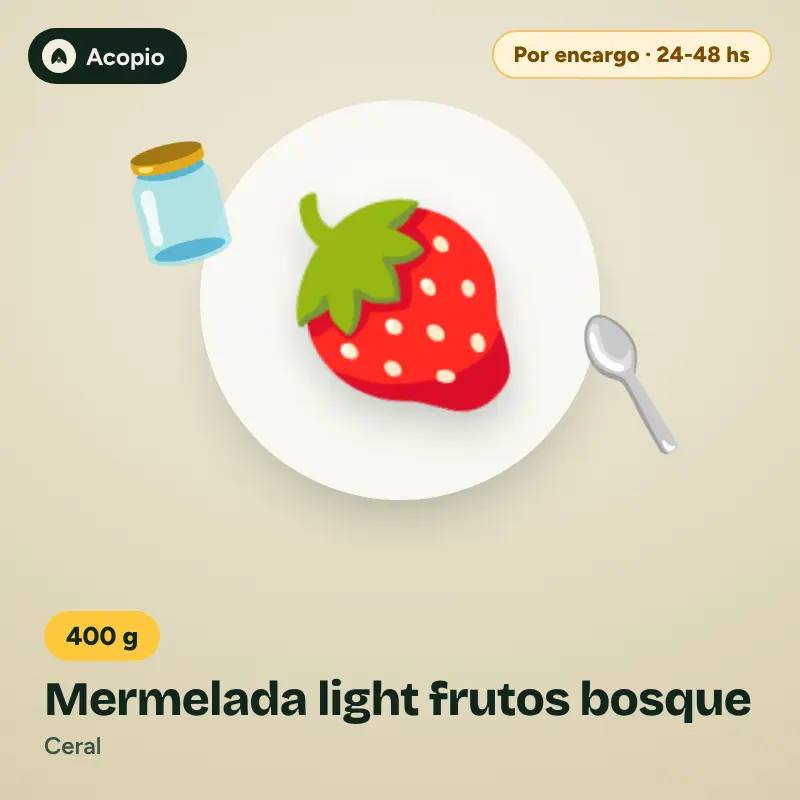 Acopio
Por encargo · 24-48 hs
400 g
Mermelada light frutos bosque
Ceral